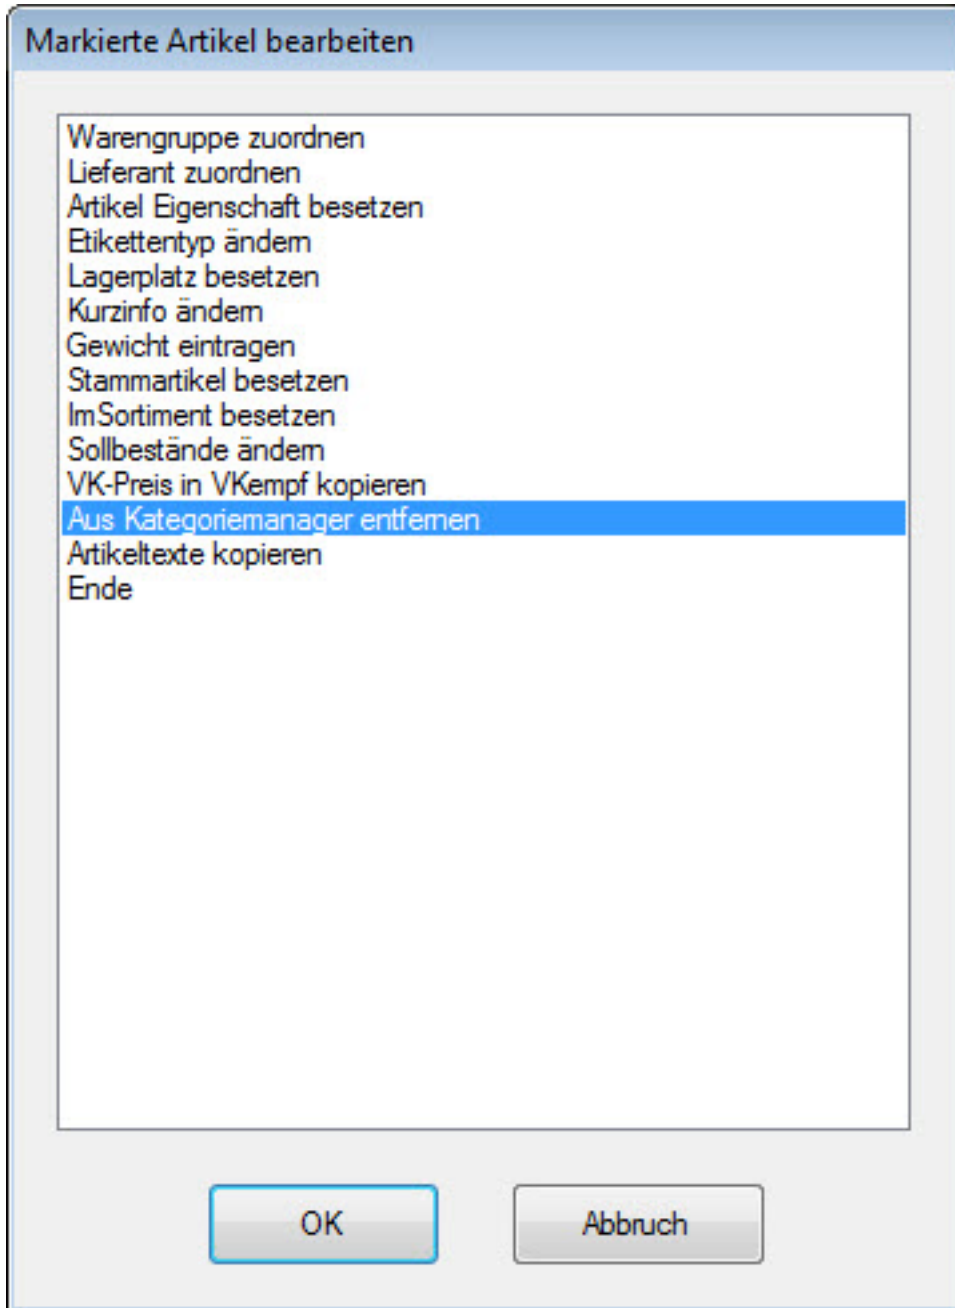 Markierte Artikel bearbeiten
Warengruppe zuordnen
Lieferant zuordnen
Artikel Eigenschaft besetzen
Etikettentyp ändern
Lagerplatz besetzen
Kurzinfo ändern
Gewicht eintragen
Stammartikel besetzen
ImSortiment besetzen
Sollbestände ändern
VK-Preis in VKempf kopieren
Aus Kategoriemanager entfernen
Artikeltexte kopieren
Ende
OK
Abbruch